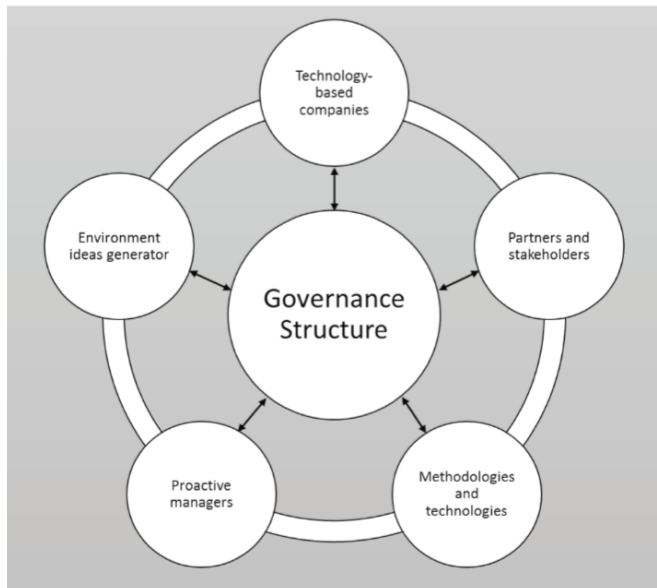 Technology-
based
companies
Environment
ideas generator
Partners and
stakeholders
Governance
Structure
Proactive
managers
Methodologies
and
technologies